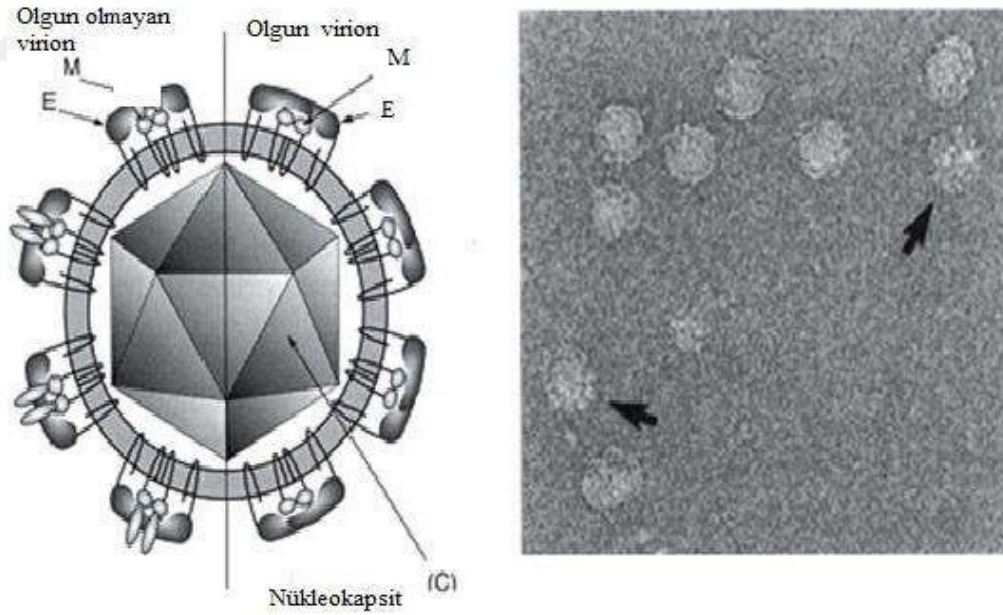 Olgun olmayan
virion
Olgun virion
M
E
M
E
(C)
Nükleokapsit